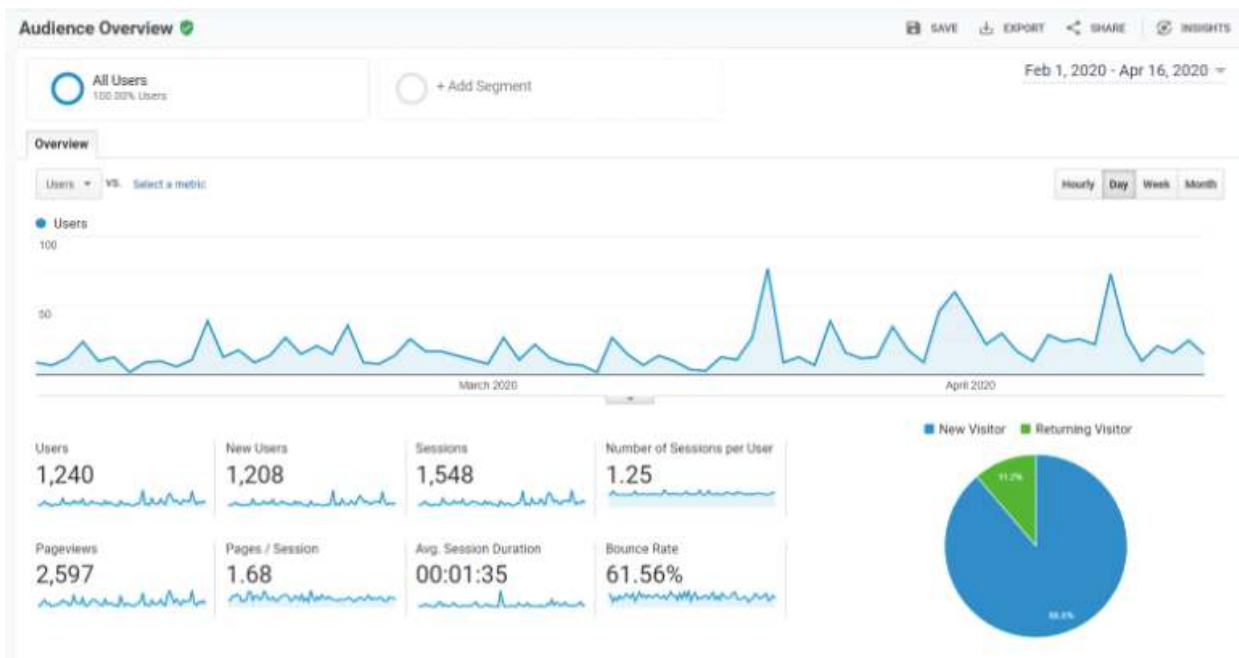 Audience Overview
SAVE EXPORT SHARE INSIGHTS
All Users
100.00% Users
+ Add Segment
Feb 1, 2020 - Apr 16, 2020
Overview
Users VS. Select a metric
Hourly Day Week Month
Users
100
50
March 2020 April 2020
New Visitor Returning Visitor
Users New Users Sessions Number of Sessions per User
1,240 1,208 1,548 1.25
Pageviews Pages / Session Avg. Session Duration Bounce Rate
2,597 1.68 00:01:35 61.56%
11.2%